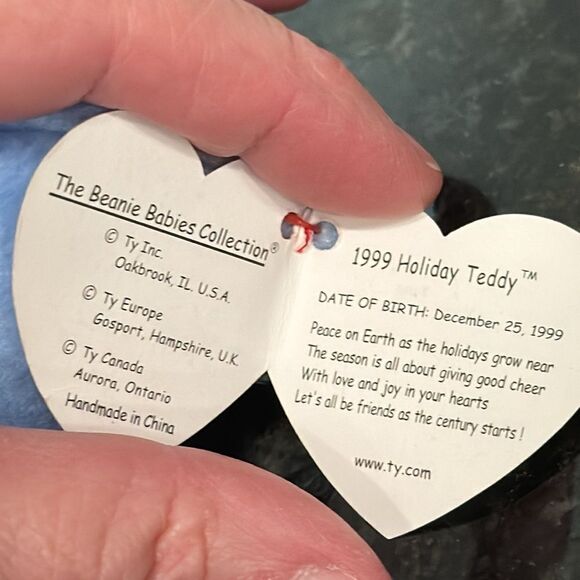 The Beanie Babies Collection®
© Ty Inc.
Oakbrook, IL. U.S.A.
© Ty Europe
Gosport, Hampshire, U.K.
© Ty Canada
Aurora, Ontario
Handmade in China
1999 Holiday Teddy™
DATE OF BIRTH: December 25, 1999
Peace on Earth as the holidays grow near
The season is all about giving good cheer
With love and joy in your hearts
Let's all be friends as the century starts !
www.ty.com